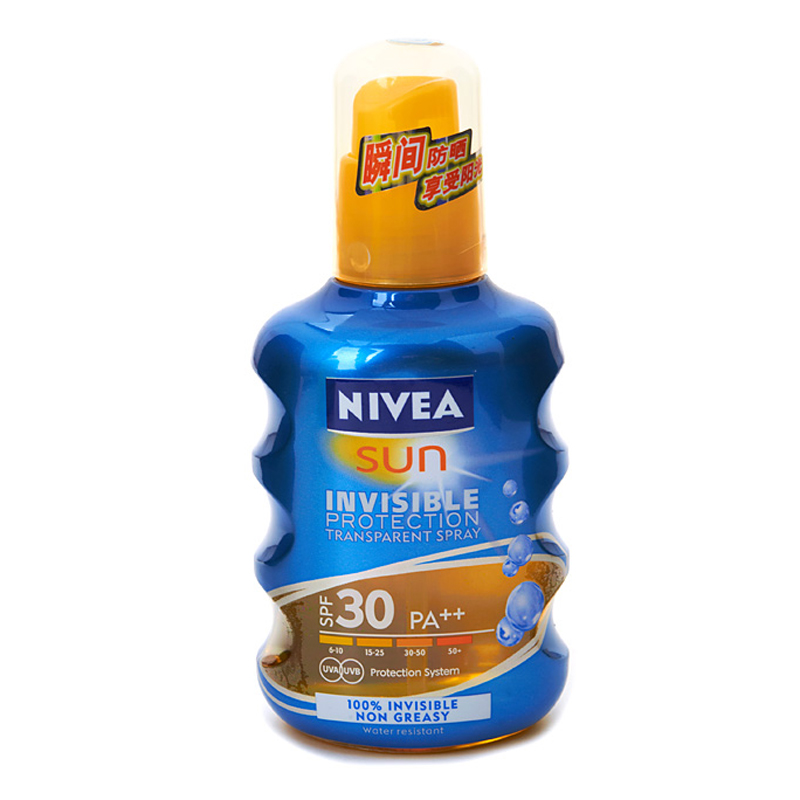 瞬间防晒
享受阳光
NIVEA
sun
INVISIBLE
PROTECTION
TRANSPARENT SPRAY
SPF 30 PA++
6-10 15-25 30-50 50+
UVA UVB Protection System
100% INVISIBLE
NON GREASY
Water resistant